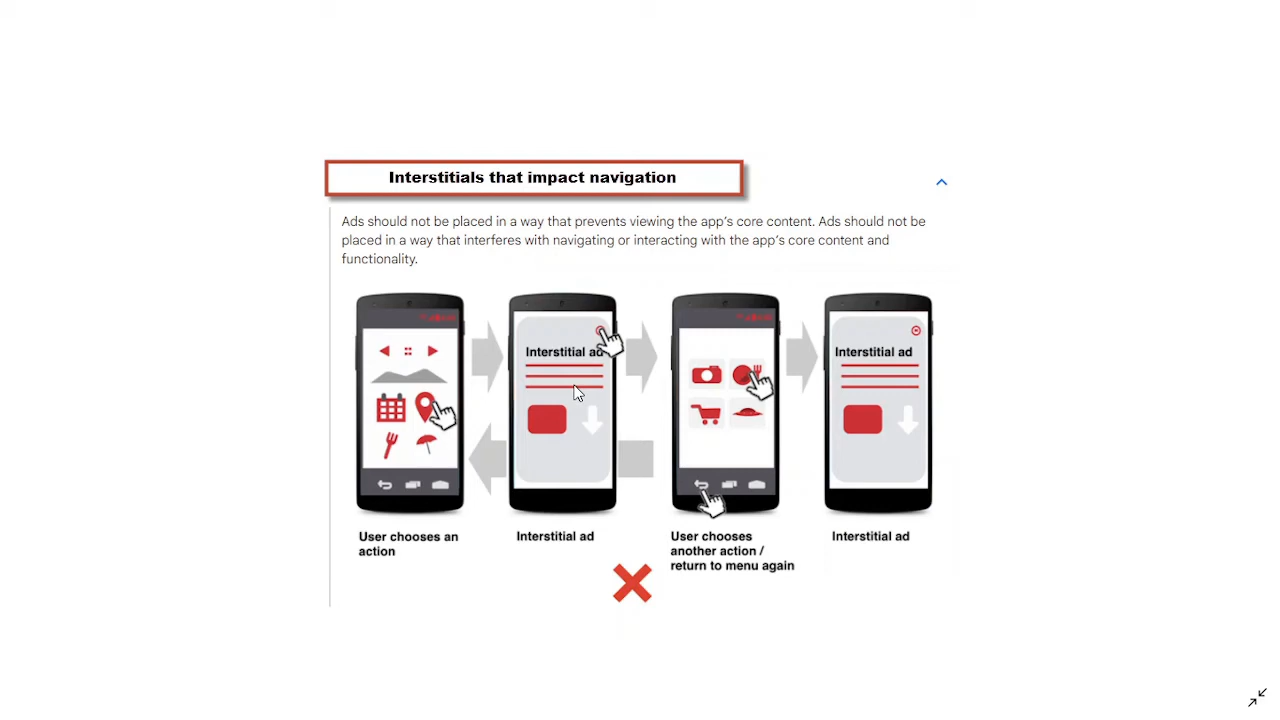 Interstitials that impact navigation
Ads should not be placed in a way that prevents viewing the app's core content. Ads should not be
placed in a way that interferes with navigating or interacting with the app's core content and
functionality.
Interstitial ad
Interstitial ad
User chooses an
action
Interstitial ad
User chooses
another action /
return to menu again
Interstitial ad